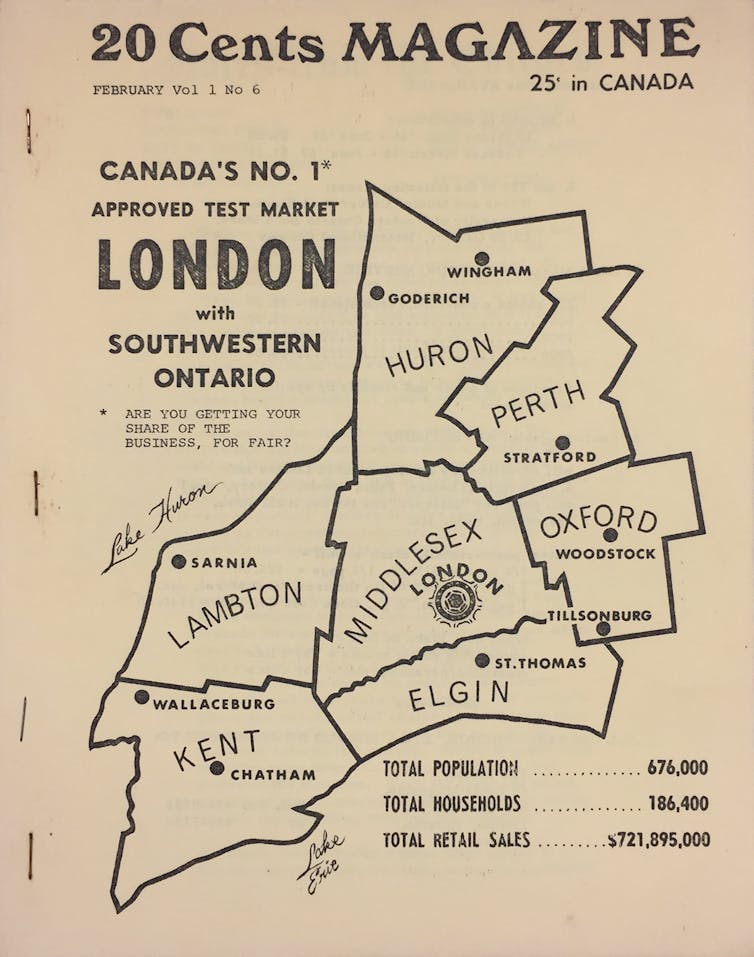 20 Cents MAGAZINE
FEBRUARY Vol 1 No 6
25¢ in CANADA
CANADA'S NO. 1*
APPROVED TEST MARKET
LONDON
with
SOUTHWESTERN
ONTARIO
* ARE YOU GETTING YOUR
SHARE OF THE
BUSINESS, FOR FAIR?
WINGHAM
GODERICH
HURON
PERTH
STRATFORD
Lake Huron
OXFORD
WOODSTOCK
SARNIA
LAMBTON
MIDDLESEX
LONDON
TILLSONBURG
ST. THOMAS
ELGIN
WALLACEBURG
KENT
CHATHAM
Lake
Erie
TOTAL POPULATION ............. 676,000
TOTAL HOUSEHOLDS ............. 186,400
TOTAL RETAIL SALES ......... $721,895,000